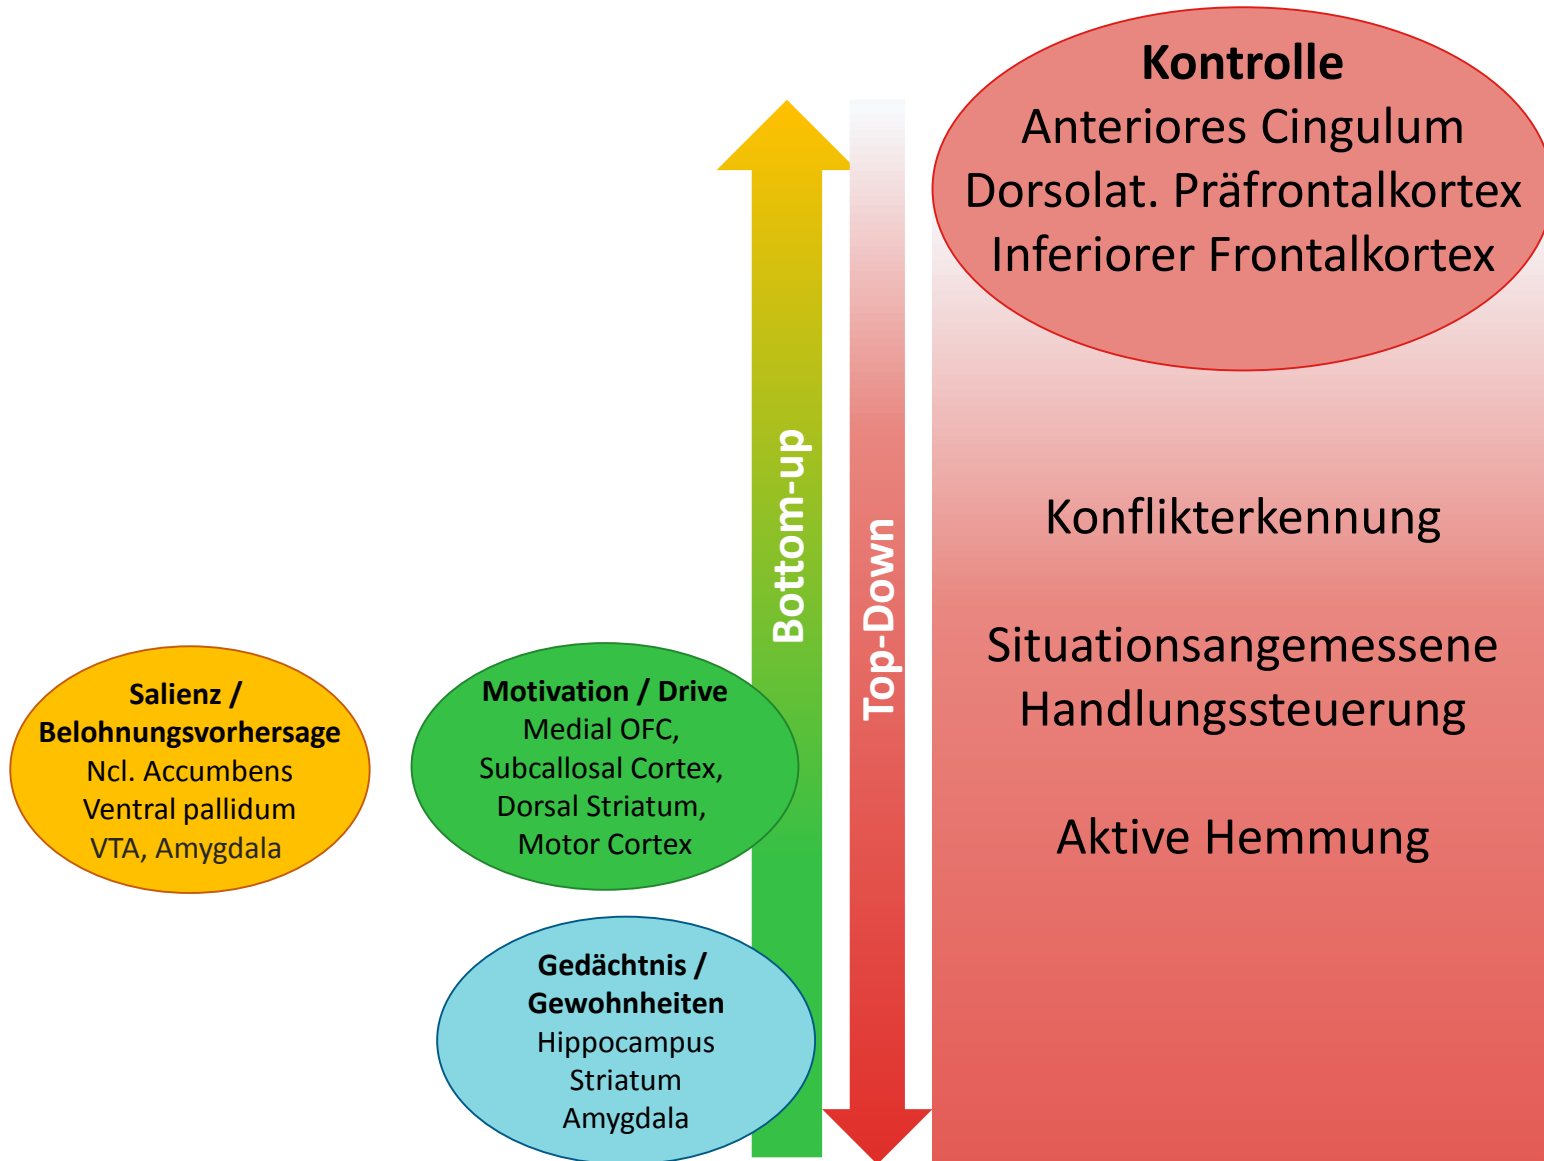 Kontrolle
Anteriores Cingulum
Dorsolat. Präfrontalkortex
Inferiorer Frontalkortex
Bottom-up
Top-Down
Konflikterkennung
Situationsangemessene
Handlungssteuerung
Aktive Hemmung
Salienz /
Belohnungsvorhersage
Ncl. Accumbens
Ventral pallidum
VTA, Amygdala
Motivation / Drive
Medial OFC,
Subcallosal Cortex,
Dorsal Striatum,
Motor Cortex
Gedächtnis /
Gewohnheiten
Hippocampus
Striatum
Amygdala